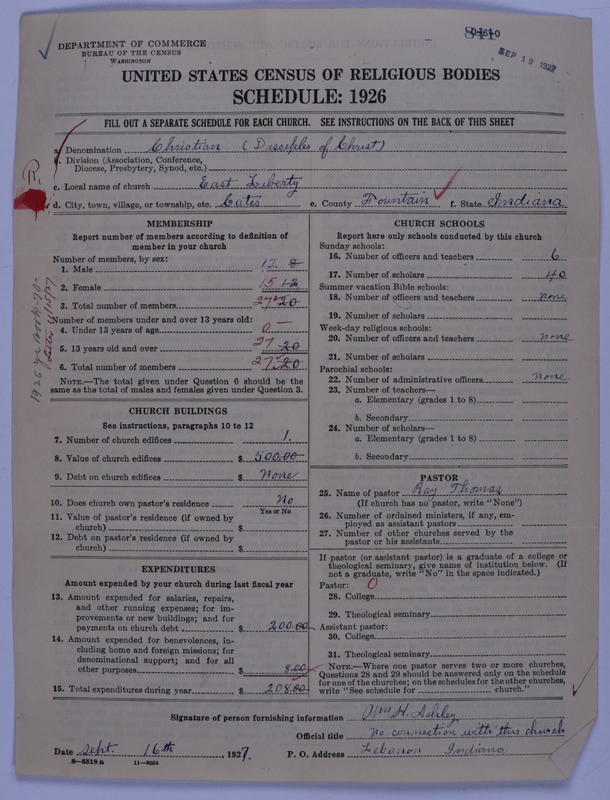 SEP 19 1927
DEPARTMENT OF COMMERCE
BUREAU OF THE CENSUS
WASHINGTON
UNITED STATES CENSUS OF RELIGIOUS BODIES
SCHEDULE: 1926
FILL OUT A SEPARATE SCHEDULE FOR EACH CHURCH. SEE INSTRUCTIONS ON THE BACK OF THIS SHEET
a. Denomination Christian (Disciples of Christ)
b. Division (Association, Conference,
Diocese, Presbytery, Synod, etc.)
c. Local name of church East Liberty
d. City, town, village, or township, etc. Cates e. County Fountain f. State Indiana
MEMBERSHIP
Report number of members according to definition of
member in your church
Number of members, by sex:
1. Male 12 8
2. Female 15 12
3. Total number of members 27 20
Number of members under and over 13 years old:
4. Under 13 years of age 0 —
5. 13 years old and over 27 20
6. Total number of members 27 20
NOTE.—The total given under Question 6 should be the
same as the total of males and females given under Question 3.
CHURCH BUILDINGS
See instructions, paragraphs 10 to 12
7. Number of church edifices 1.
8. Value of church edifices $ 500.00
9. Debt on church edifices $ None
10. Does church own pastor's residence No
Yes or No
11. Value of pastor's residence (if owned by
church) $
12. Debt on pastor's residence (if owned by
church) $
EXPENDITURES
Amount expended by your church during last fiscal year
13. Amount expended for salaries, repairs,
and other running expenses; for im-
provements or new buildings; and for
payments on church debt $ 200.00
14. Amount expended for benevolences, in-
cluding home and foreign missions; for
denominational support; and for all
other purposes $ 8.00
15. Total expenditures during year $ 208.00
CHURCH SCHOOLS
Report here only schools conducted by this church
Sunday schools:
16. Number of officers and teachers 6
17. Number of scholars 40
Summer vacation Bible schools:
18. Number of officers and teachers none
19. Number of scholars
Week-day religious schools:
20. Number of officers and teachers none
21. Number of scholars
Parochial schools:
22. Number of administrative officers none
23. Number of teachers—
a. Elementary (grades 1 to 8)
b. Secondary
24. Number of scholars—
a. Elementary (grades 1 to 8)
b. Secondary
PASTOR
25. Name of pastor Ray Thomas
(If church has no pastor, write "None")
26. Number of ordained ministers, if any, em-
ployed as assistant pastors
27. Number of other churches served by the
pastor or his assistants
If pastor (or assistant pastor) is a graduate of a college or
theological seminary, give name of institution below. (If
not a graduate, write "No" in the space indicated.)
Pastor: 0
28. College
29. Theological seminary
Assistant pastor:
30. College
31. Theological seminary
NOTE.—Where one pastor serves two or more churches,
Questions 28 and 29 should be answered only on the schedule
for one of the churches; on the schedules for the other churches,
write "See schedule for church."
Signature of person furnishing information Wm H. Ashley
Official title no connection with this church
Date Sept. 16th, 1927. P. O. Address Lebanon Indiana
8-5518 a 11-9054